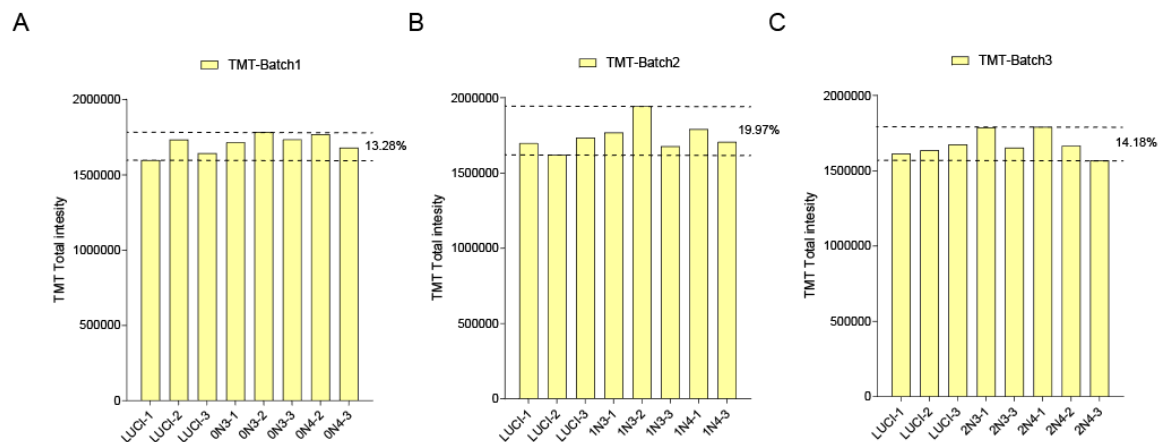 A
TMT-Batch1
TMT Total intesity
2000000
1500000
1000000
500000
0
13.28%
LUCI-1
LUCI-2
LUCI-3
0N3-1
0N3-2
0N3-3
0N4-2
0N4-3
B
TMT-Batch2
TMT Total intesity
2000000
1500000
1000000
500000
0
19.97%
LUCI-1
LUCI-2
LUCI-3
1N3-1
1N3-2
1N3-3
1N4-1
1N4-3
C
TMT-Batch3
TMT Total intesity
2000000
1500000
1000000
500000
0
14.18%
LUCI-1
LUCI-2
LUCI-3
2N3-1
2N3-3
2N4-1
2N4-2
2N4-3